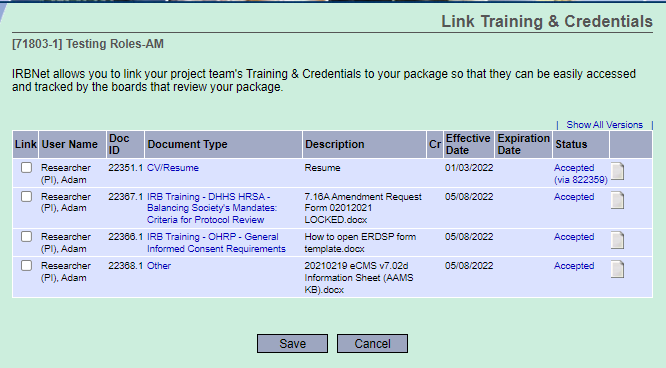 Link Training & Credentials
[71803-1] Testing Roles-AM
IRBNet allows you to link your project team's Training & Credentials to your package so that they can be easily accessed
and tracked by the boards that review your package.
| Show All Versions |
Link User Name Doc ID Document Type Description Cr Effective Date Expiration Date Status
Researcher (PI), Adam 22351.1 CV/Resume Resume 01/03/2022 Accepted (via 822359)
Researcher (PI), Adam 22367.1 IRB Training - DHHS HRSA - Balancing Society's Mandates: Criteria for Protocol Review 7.16A Amendment Request Form 02012021 LOCKED.docx 05/08/2022 Accepted
Researcher (PI), Adam 22366.1 IRB Training - OHRP - General Informed Consent Requirements How to open ERDSP form template.docx 05/08/2022 Accepted
Researcher (PI), Adam 22368.1 Other 20210219 eCMS v7.02d Information Sheet (AAMS KB).docx 05/08/2022 Accepted
Save Cancel